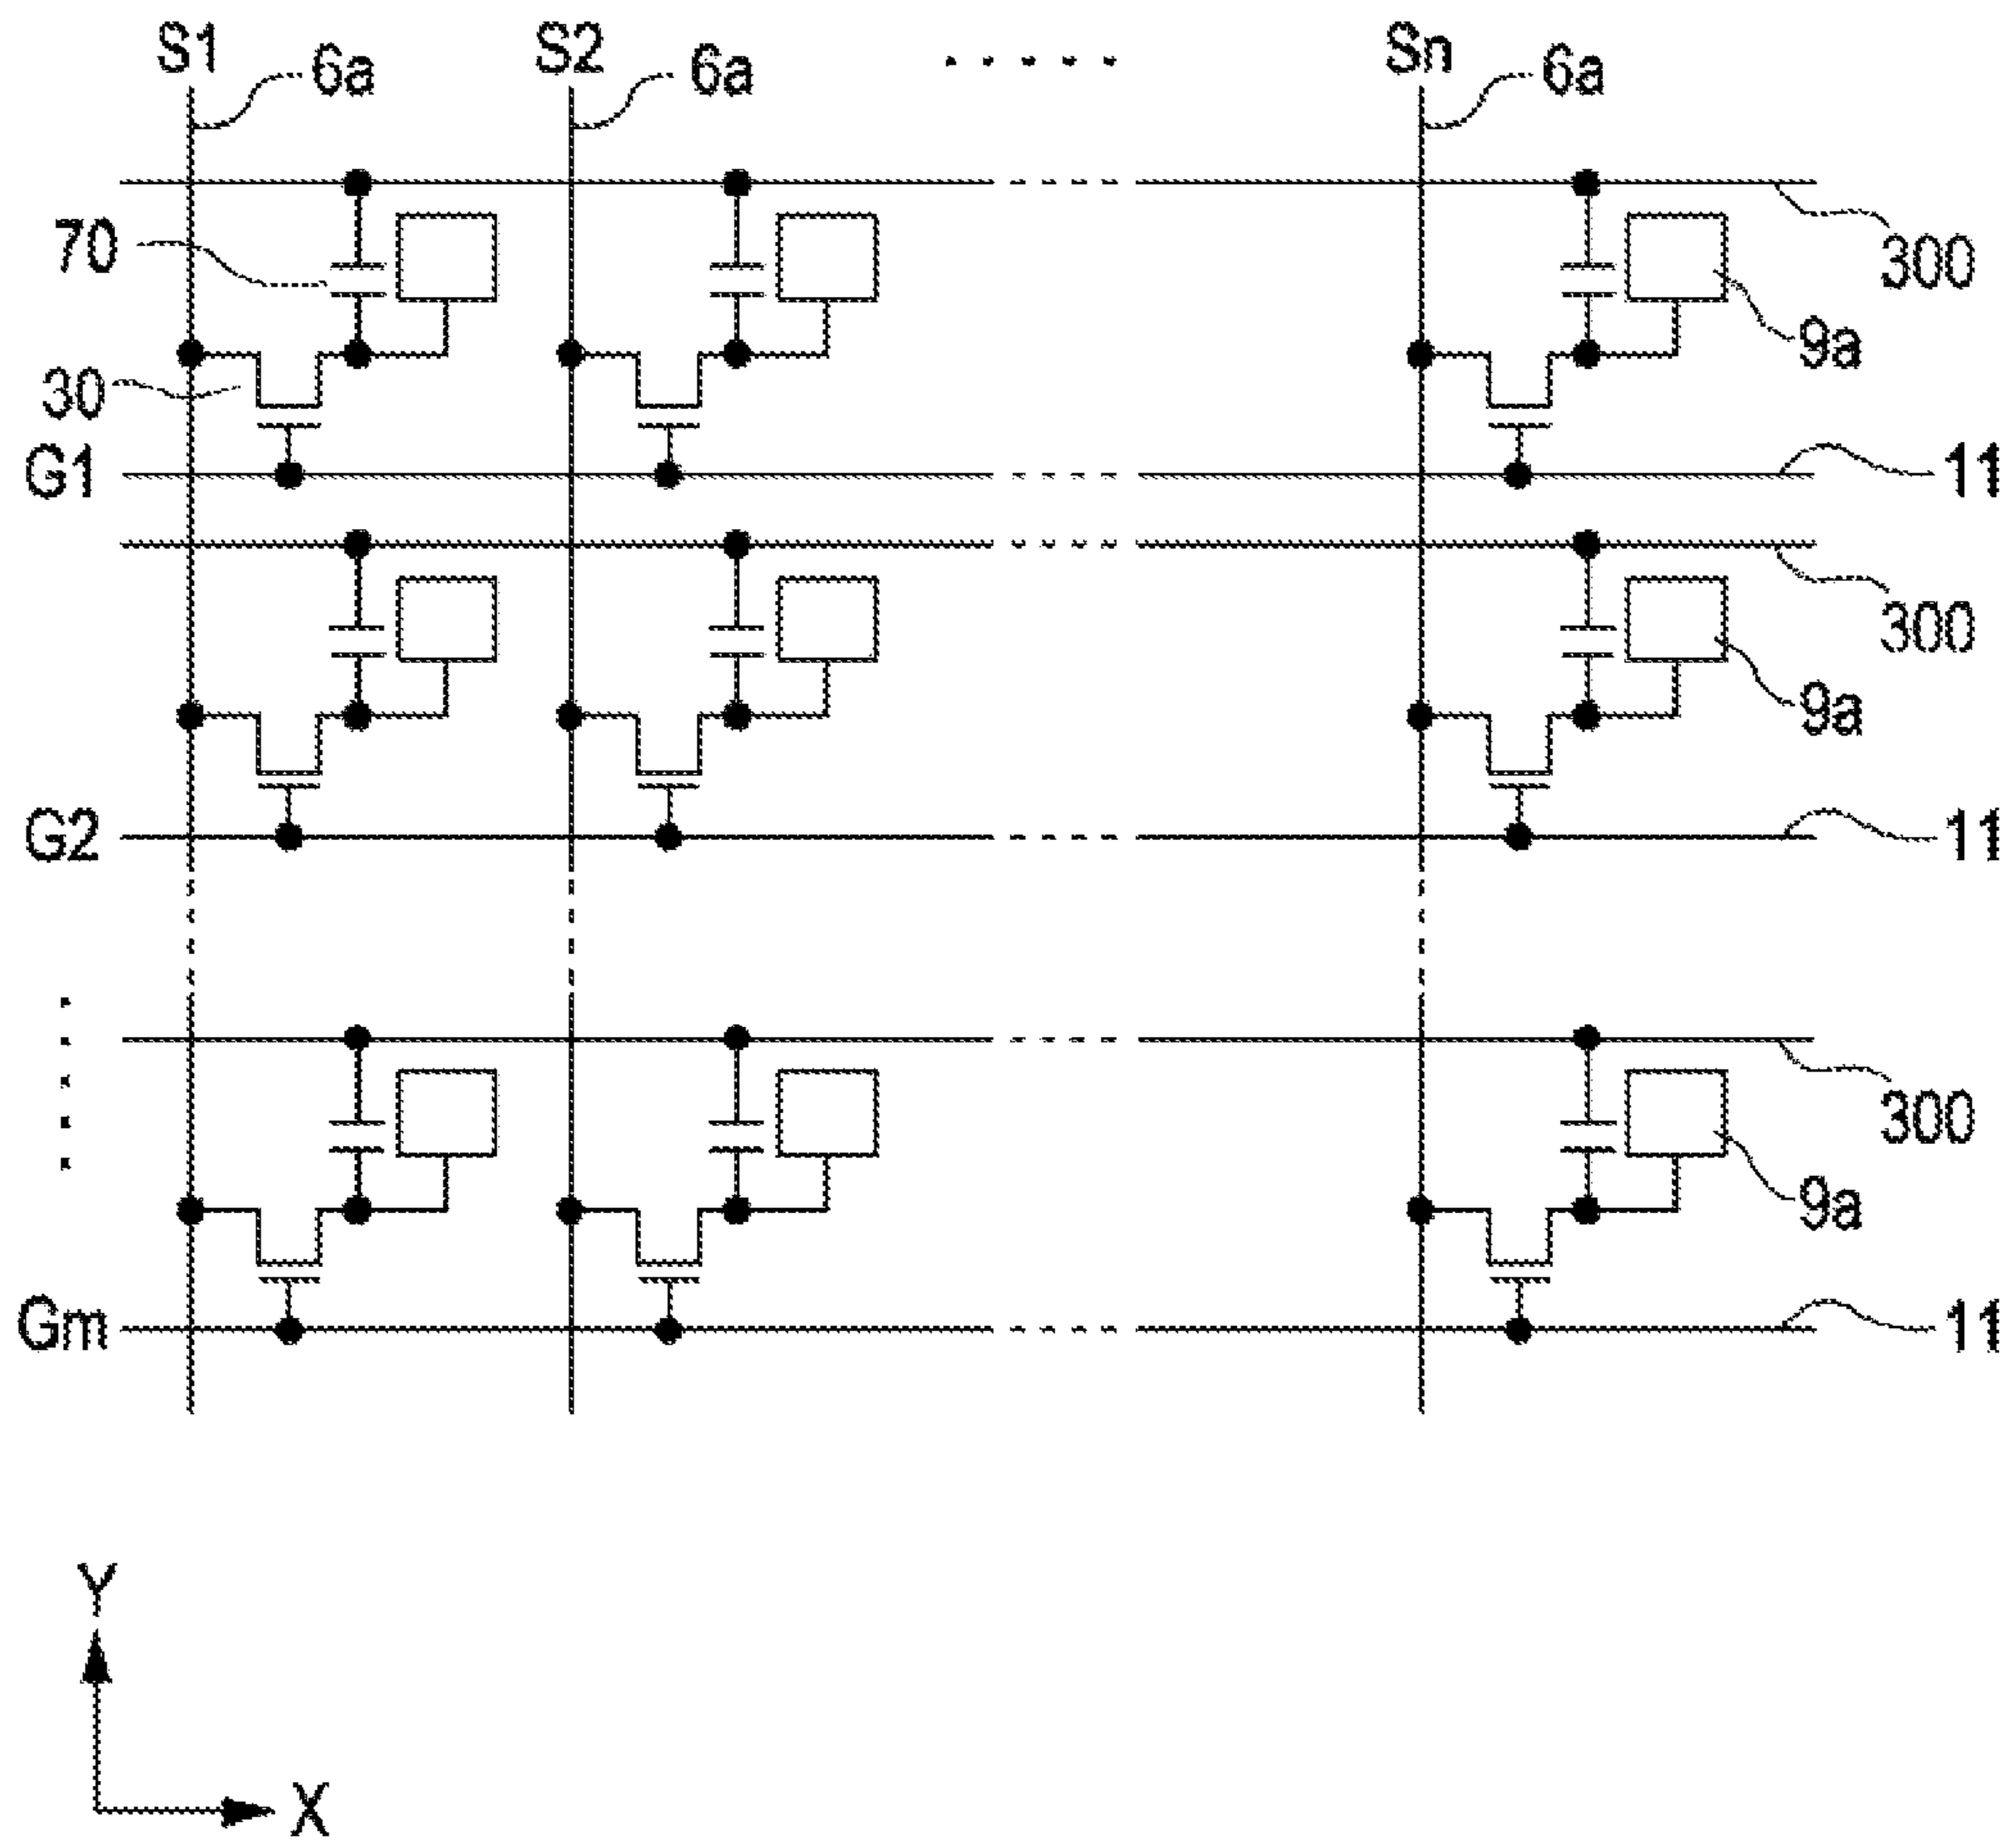 S1 6a S2 6a ..... Sn 6a
70 300
9a
30
G1 11
300
9a
G2 11
300
9a
Gm 11
Y
X